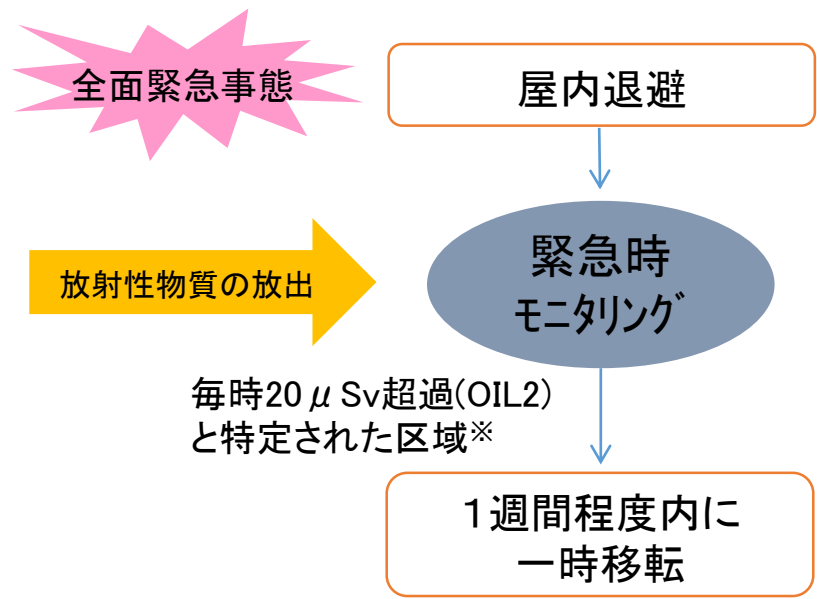 全面緊急事態
屋内退避
放射性物質の放出
緊急時
ﾓﾆﾀﾘﾝｸﾞ
毎時20μSv超過(OIL2)
と特定された区域※
１週間程度内に
一時移転